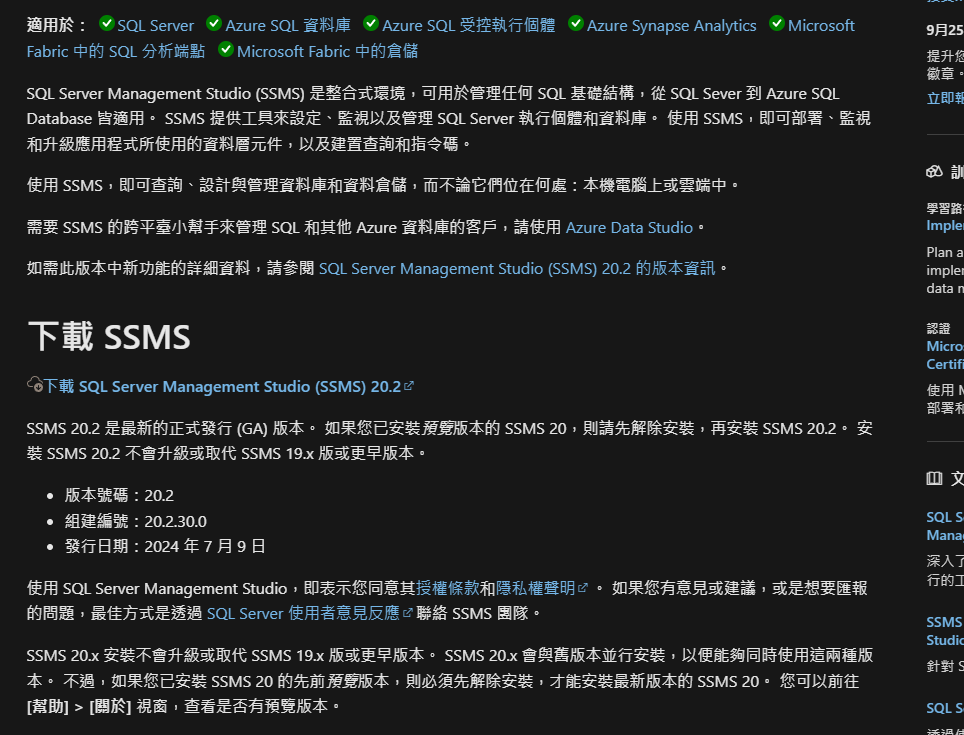 適用於： SQL Server Azure SQL 資料庫 Azure SQL 受控執行個體 Azure Synapse Analytics Microsoft
Fabric 中的 SQL 分析端點 Microsoft Fabric 中的倉儲
SQL Server Management Studio (SSMS) 是整合式環境，可用於管理任何 SQL 基礎結構，從 SQL Sever 到 Azure SQL
Database 皆適用。 SSMS 提供工具來設定、監視以及管理 SQL Server 執行個體和資料庫。 使用 SSMS，即可部署、監視
和升級應用程式所使用的資料層元件，以及建置查詢和指令碼。
使用 SSMS，即可查詢、設計與管理資料庫和資料倉儲，而不論它們位在何處：本機電腦上或雲端中。
需要 SSMS 的跨平臺小幫手來管理 SQL 和其他 Azure 資料庫的客戶，請使用 Azure Data Studio。
如需此版本中新功能的詳細資料，請參閱 SQL Server Management Studio (SSMS) 20.2 的版本資訊。
下載 SSMS
下載 SQL Server Management Studio (SSMS) 20.2
SSMS 20.2 是最新的正式發行 (GA) 版本。 如果您已安裝預覽版本的 SSMS 20，則請先解除安裝，再安裝 SSMS 20.2。 安
裝 SSMS 20.2 不會升級或取代 SSMS 19.x 版或更早版本。
• 版本號碼：20.2
• 組建編號：20.2.30.0
• 發行日期：2024 年 7 月 9 日
使用 SQL Server Management Studio，即表示您同意其授權條款和隱私權聲明 。 如果您有意見或建議，或是想要匯報
的問題，最佳方式是透過 SQL Server 使用者意見反應 聯絡 SSMS 團隊。
SSMS 20.x 安裝不會升級或取代 SSMS 19.x 版或更早版本。 SSMS 20.x 會與舊版本並行安裝，以便能夠同時使用這兩種版
本。 不過，如果您已安裝 SSMS 20 的先前預覽版本，則必須先解除安裝，才能安裝最新版本的 SSMS 20。 您可以前往
[幫助] > [關於] 視窗，查看是否有預覽版本。
9月25
提升您
徽章。
立即報
訓
學習路
Imple
Plan a
imple
data m
認證
Micros
Certifi
使用 M
部署和
文
SQL S
Manag
深入了
行的工
SSMS
Studio
針對 S
SQL S